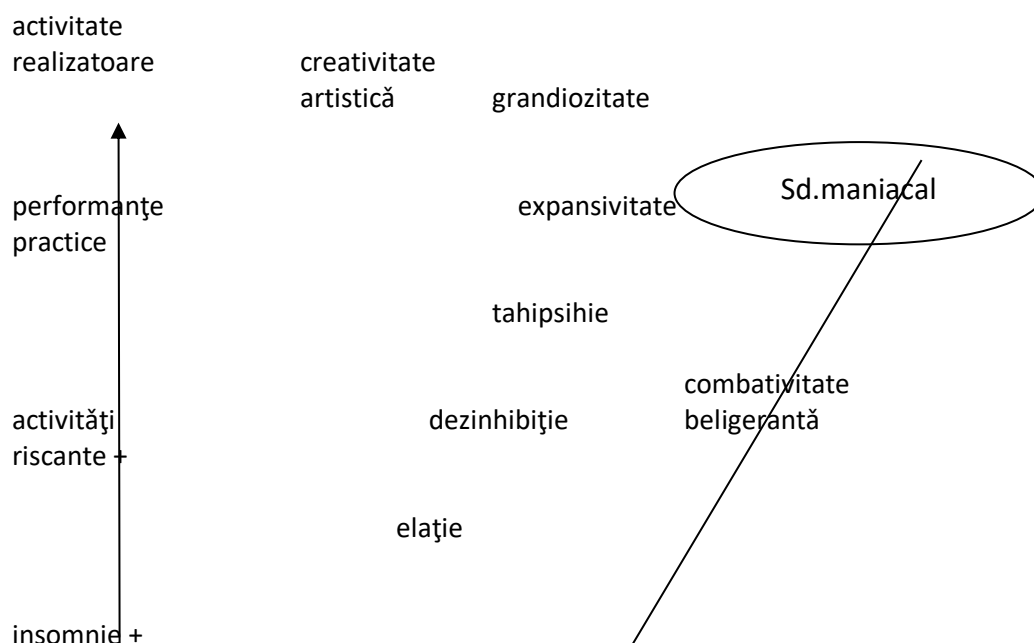 activitate
realizatoare
creativitate
artistică
grandiozitate
Sd.maniacal
performanţe
practice
expansivitate
tahipsihie
combativitate
beligerantă
activităţi
riscante +
dezinhibiţie
elaţie
insomnie +